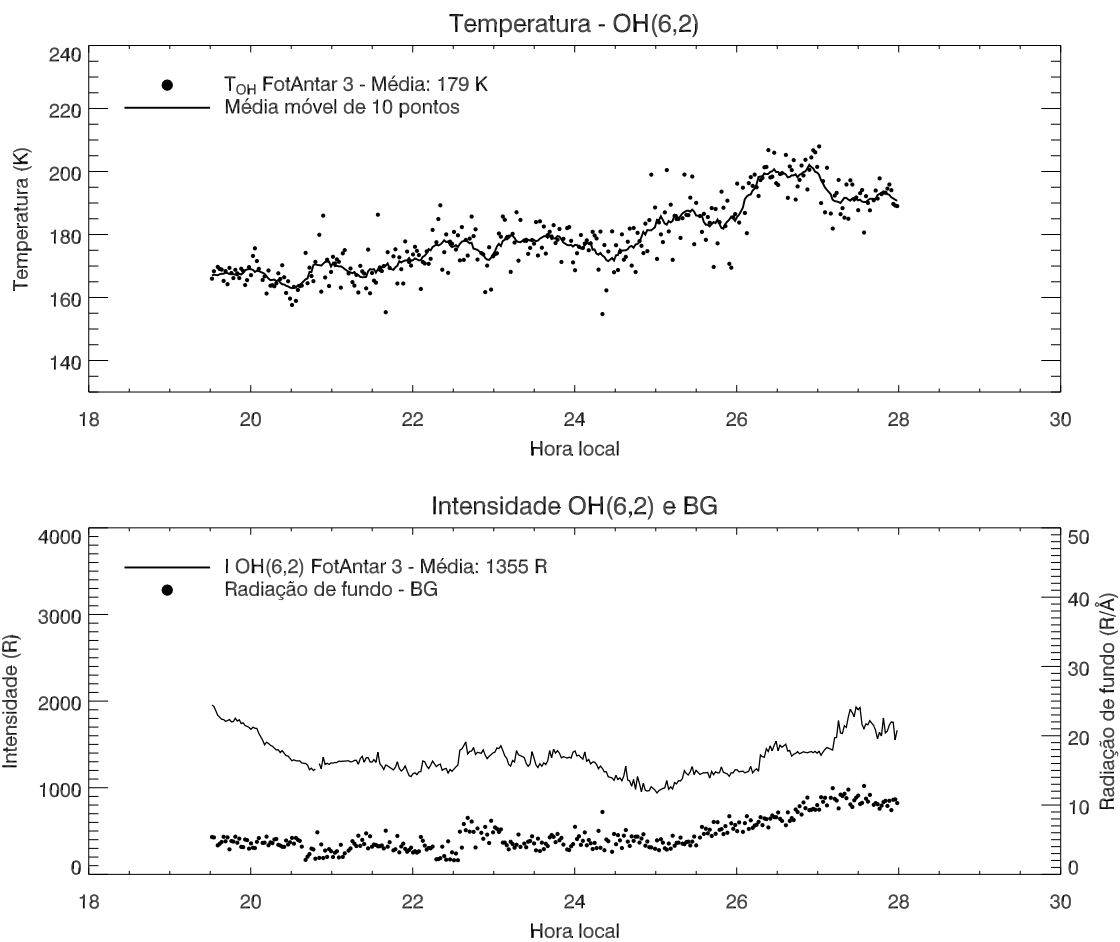 Temperatura - OH(6,2)
240
220
200
180
160
140
Temperatura (K)
T_OH FotAntar 3 - Média: 179 K
Média móvel de 10 pontos
18 20 22 24 26 28 30
Hora local
Intensidade OH(6,2) e BG
4000
3000
2000
1000
0
Intensidade (R)
I OH(6,2) FotAntar 3 - Média: 1355 R
Radiação de fundo - BG
50
40
30
20
10
0
Radiação de fundo (R/Å)
18 20 22 24 26 28 30
Hora local